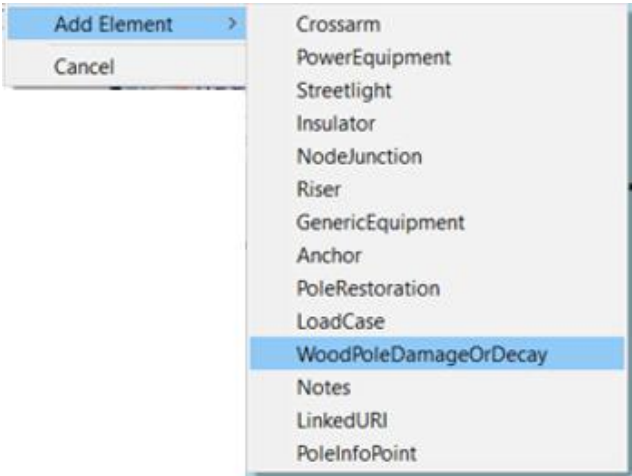 Add Element >
Cancel
Crossarm
PowerEquipment
Streetlight
Insulator
NodeJunction
Riser
GenericEquipment
Anchor
PoleRestoration
LoadCase
WoodPoleDamageOrDecay
Notes
LinkedURI
PoleInfoPoint